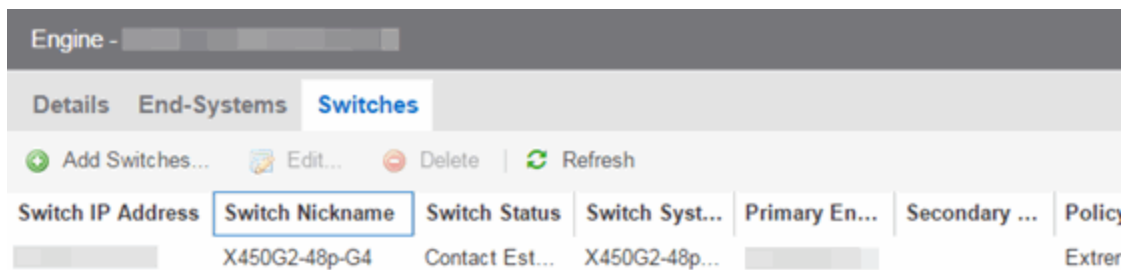 Engine -
Details End-Systems Switches
Add Switches... Edit... Delete Refresh
Switch IP Address Switch Nickname Switch Status Switch Syst... Primary En... Secondary ... Policy
X450G2-48p-G4 Contact Est... X450G2-48p... Extrem